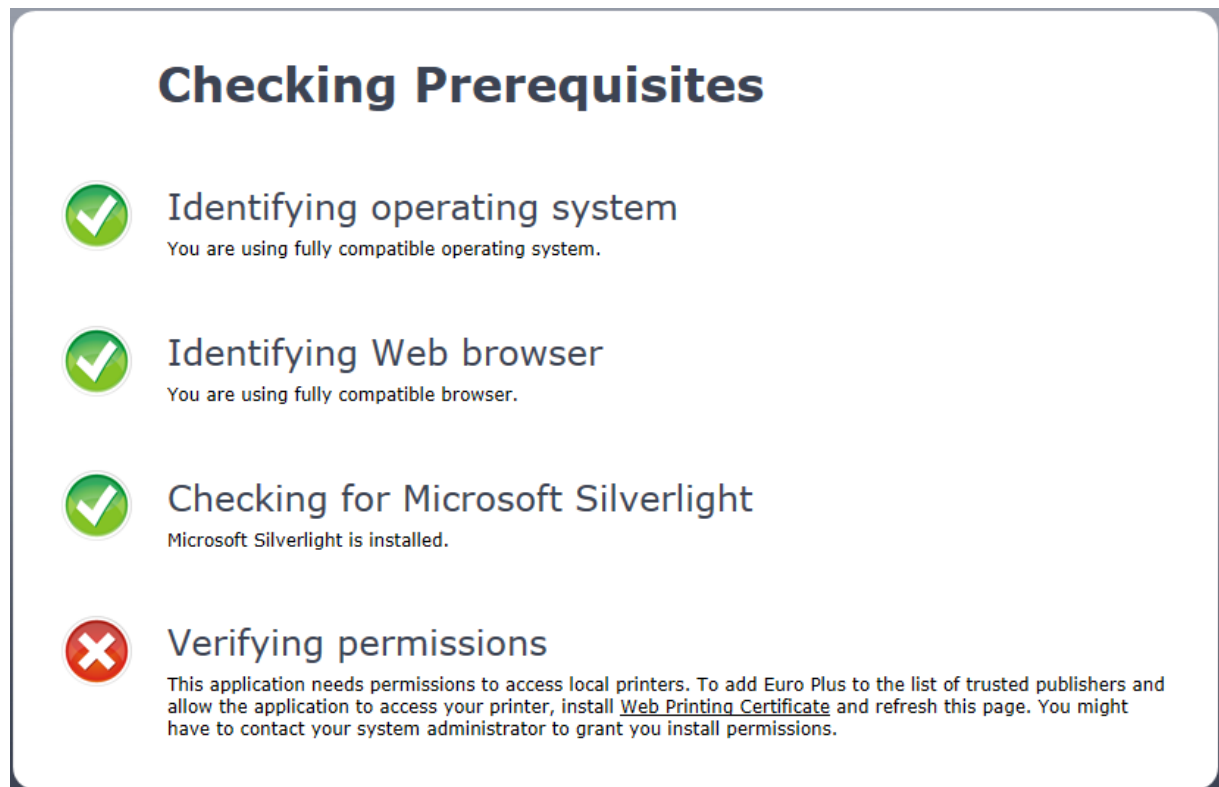 Checking Prerequisites
Identifying operating system
You are using fully compatible operating system.
Identifying Web browser
You are using fully compatible browser.
Checking for Microsoft Silverlight
Microsoft Silverlight is installed.
Verifying permissions
This application needs permissions to access local printers. To add Euro Plus to the list of trusted publishers and
allow the application to access your printer, install Web Printing Certificate and refresh this page. You might
have to contact your system administrator to grant you install permissions.